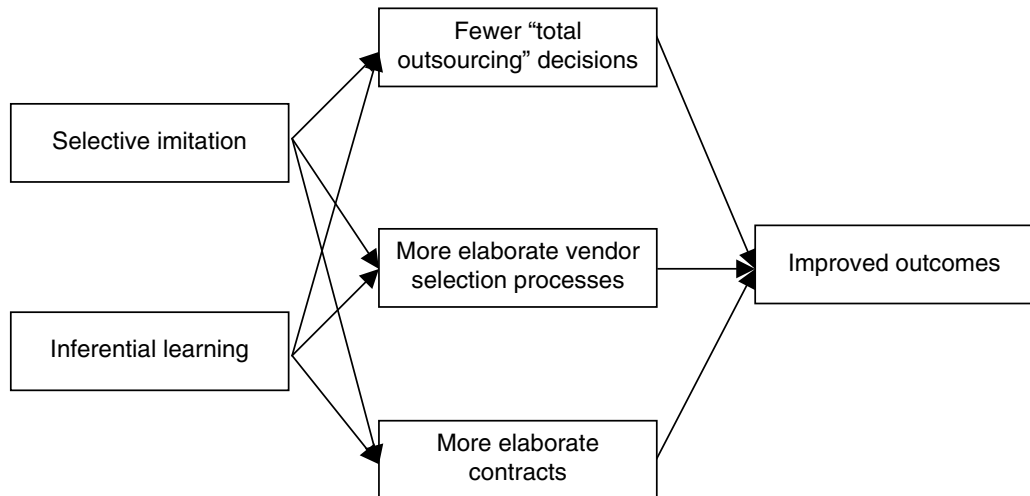 Fewer “total
outsourcing” decisions
Selective imitation
More elaborate vendor
selection processes
Improved outcomes
Inferential learning
More elaborate
contracts